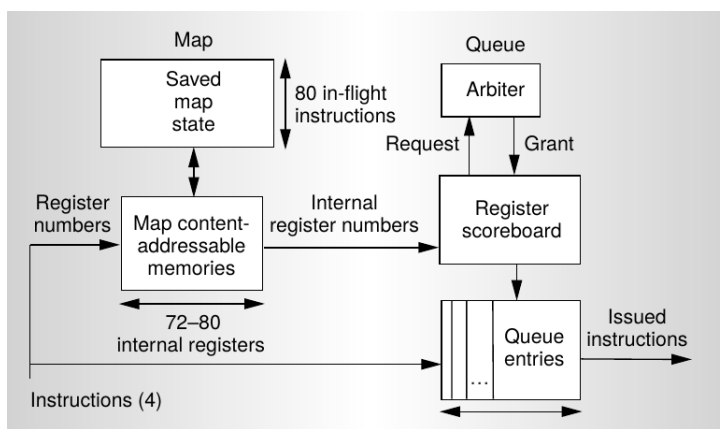 Map
Saved
map
state
80 in-flight
instructions
Queue
Arbiter
Request
Grant
Register
numbers
Map content-
addressable
memories
Internal
register numbers
Register
scoreboard
72–80
internal registers
Queue
entries
...
Issued
instructions
Instructions (4)